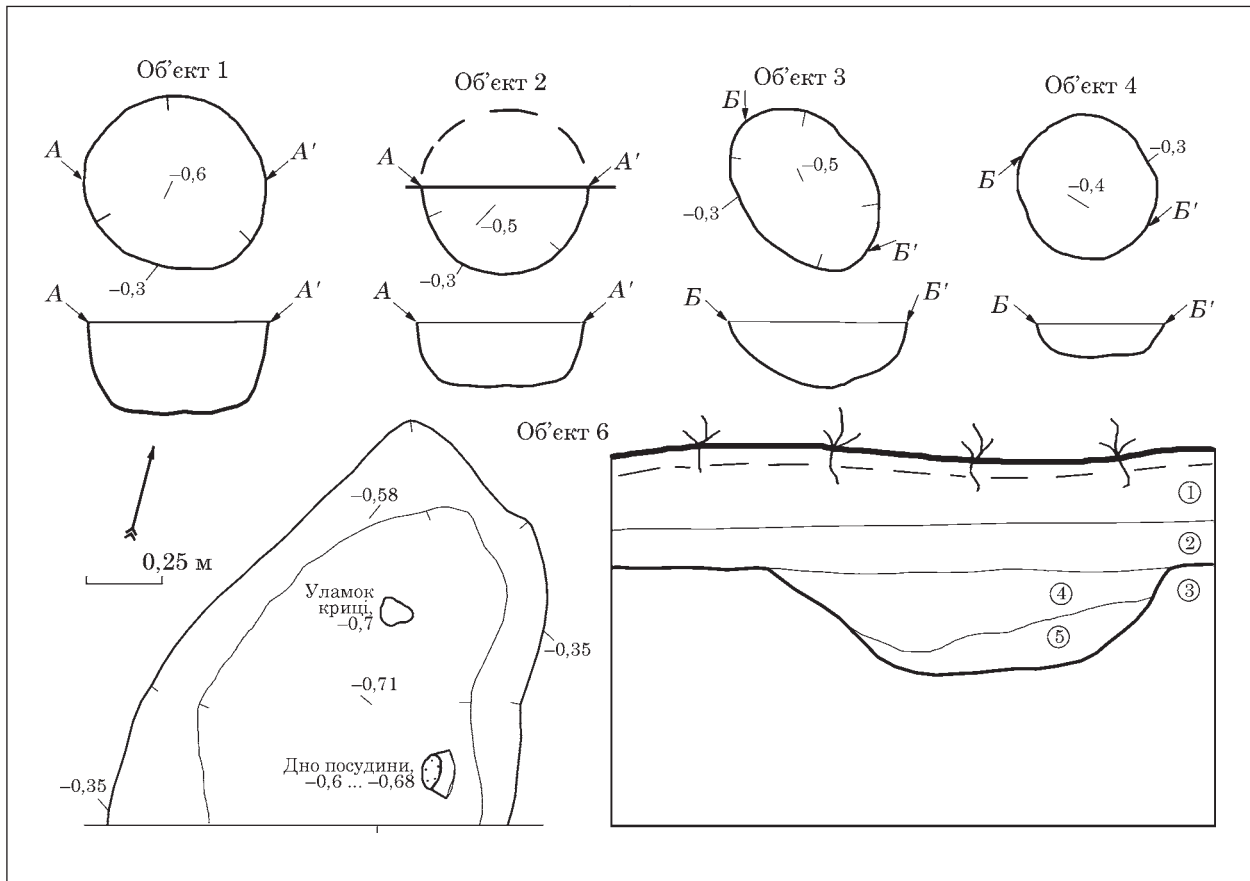 Об'єкт 1
Об'єкт 2
Об'єкт 3
Об'єкт 4
А
А'
–0,6
–0,3
А
А'
–0,5
–0,3
Б
–0,5
–0,3
Б'
Б
–0,3
–0,4
Б'
А
А'
А
А'
Б
Б'
Б
Б'
Об'єкт 6
0,25 м
–0,58
Уламок
криці,
–0,7
–0,35
–0,71
Дно посудини,
–0,6 ... –0,68
–0,35
1
2
3
4
5